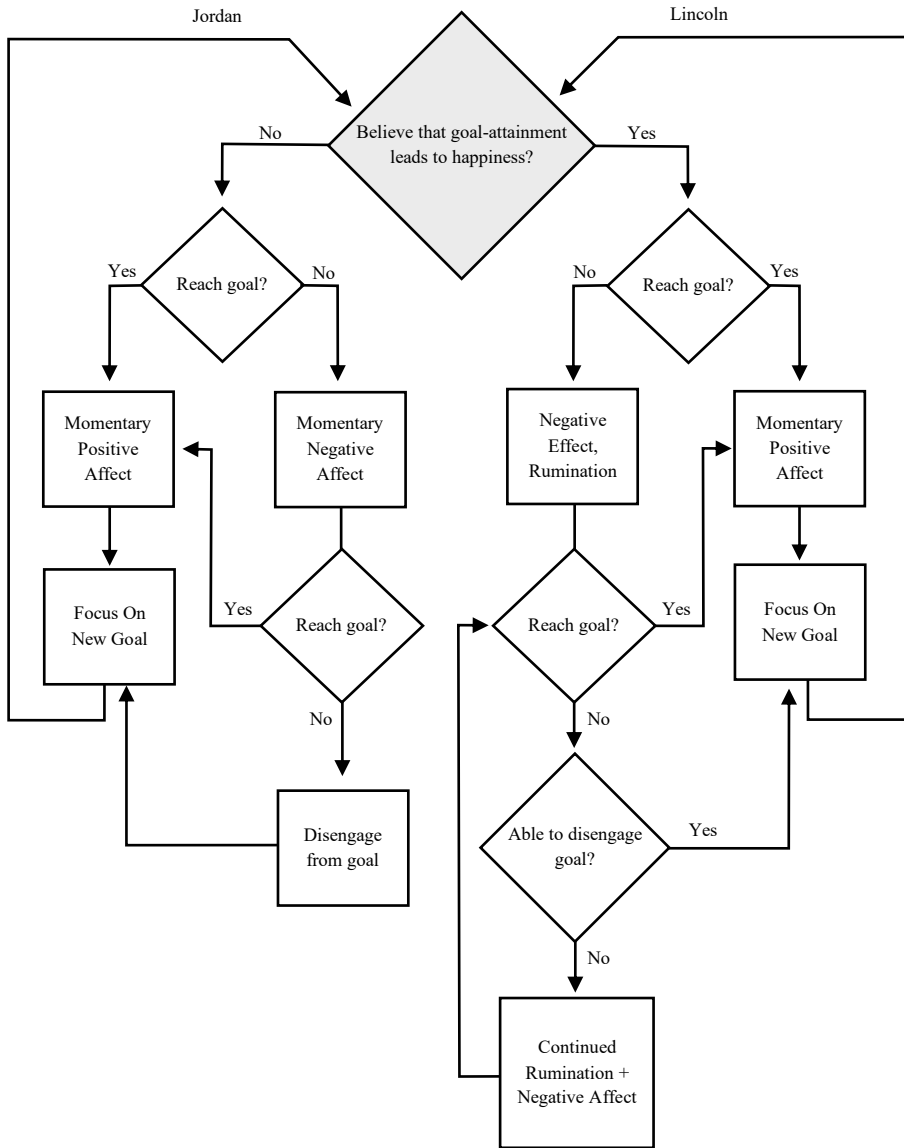 Jordan
Lincoln
Believe that goal-attainment
leads to happiness?
No
Yes
Reach goal?
Yes
No
Reach goal?
No
Yes
Momentary
Positive
Affect
Momentary
Negative
Affect
Negative
Effect,
Rumination
Momentary
Positive
Affect
Focus On
New Goal
Yes
Reach goal?
No
Reach goal?
Yes
No
Focus On
New Goal
Disengage
from goal
Able to disengage
goal?
Yes
No
Continued
Rumination +
Negative Affect